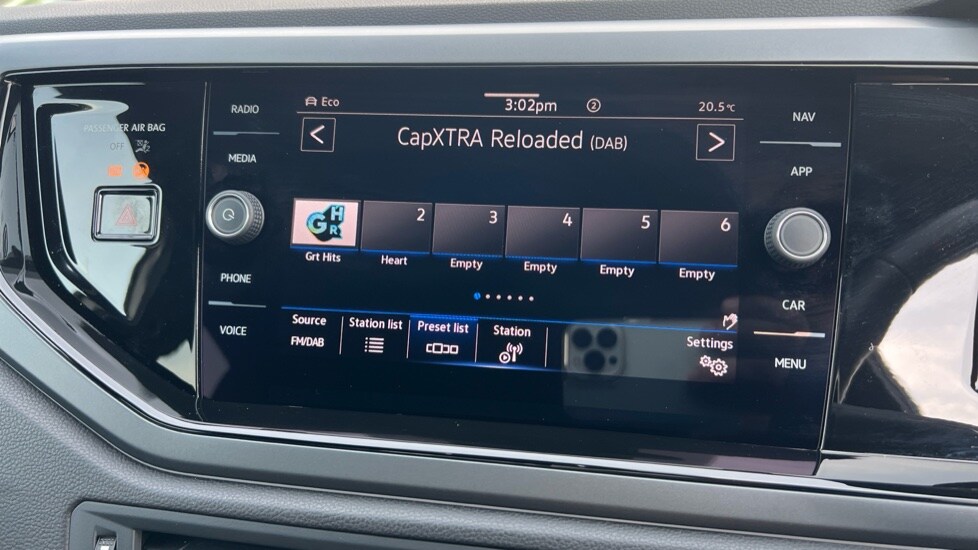 PASSENGER AIR BAG
OFF
RADIO
MEDIA
PHONE
VOICE
Eco
3:02pm
2
20.5°C
<
CapXTRA Reloaded (DAB)
>
GHR
2
3
4
5
6
Grt Hits
Heart
Empty
Empty
Empty
Empty
Source
FM/DAB
Station list
Preset list
Station
Settings
NAV
APP
CAR
MENU